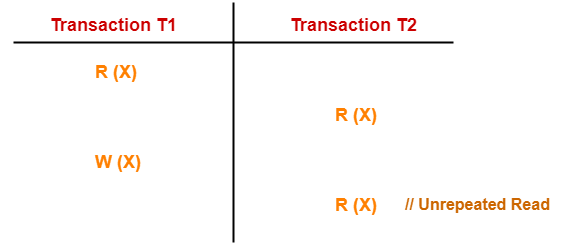 Transaction T1 Transaction T2
R (X)
R (X)
W (X)
R (X) // Unrepeated Read